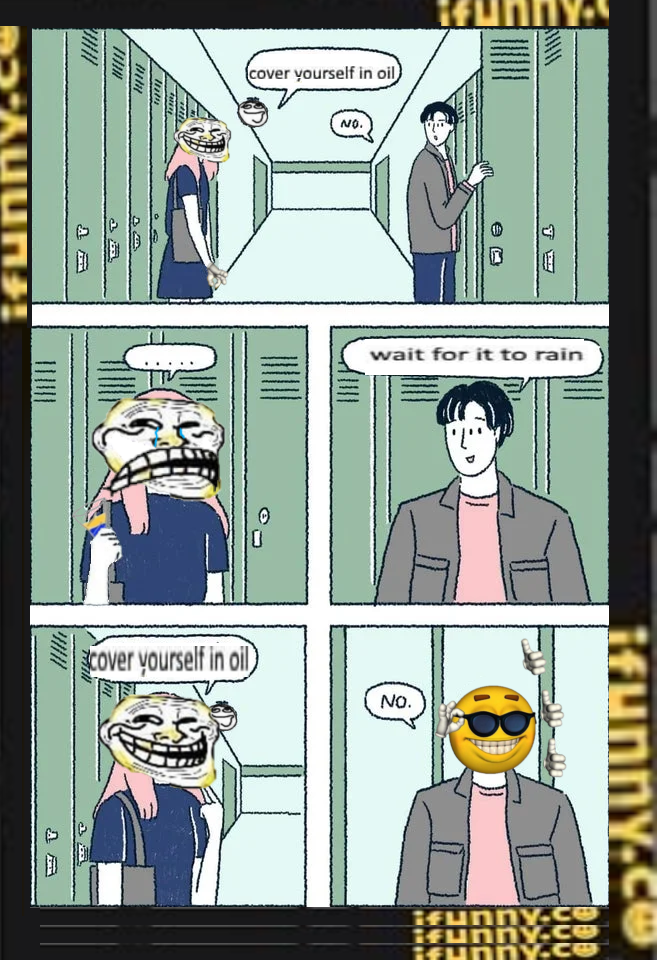 ifunny.co
ifunny.co
cover yourself in oil
NO.
. . . . .
wait for it to rain
cover yourself in oil
NO.
ifunny.co
ifunny.co
ifunny.co
ifunny.co